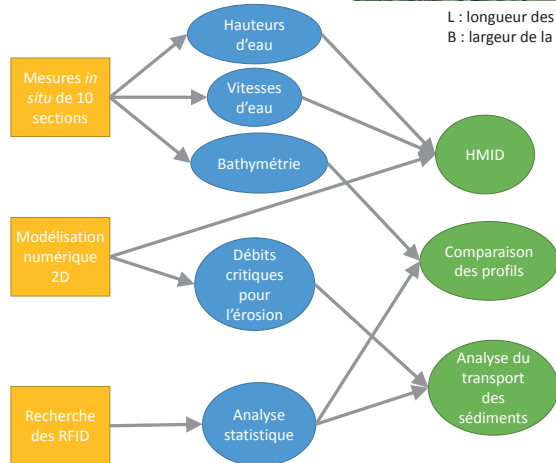 L : longueur des
B : largeur de la
Hauteurs
d'eau
Mesures in
situ de 10
sections
Vitesses
d'eau
Bathymétrie
HMID
Modélisation
numérique
2D
Débits
critiques
pour
l'érosion
Comparaison
des profils
Analyse du
transport
des
sédiments
Recherche
des RFID
Analyse
statistique